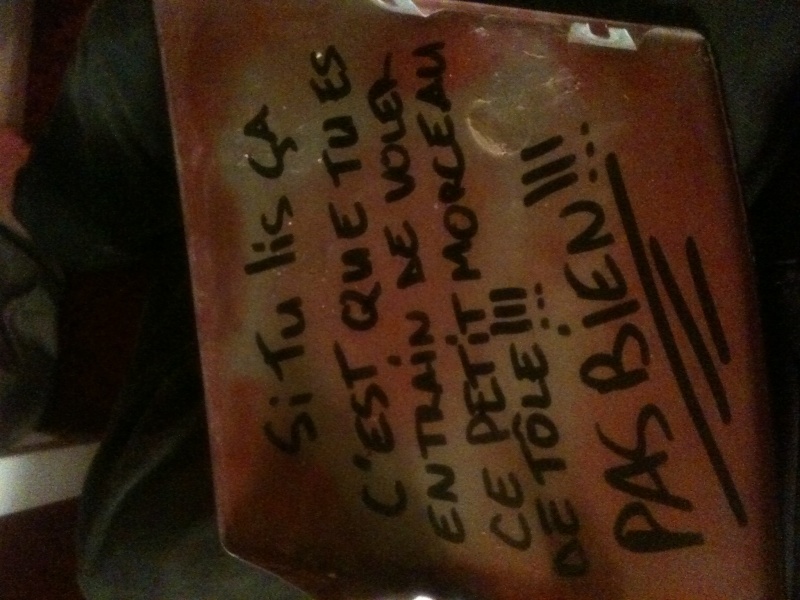 Si Tu lis ÇA
C'EST QUE TU ES
EN TRAIN DE VOLER
CE PETIT MORCEAU
DE TÔLE !!!
PAS BIEN !!!